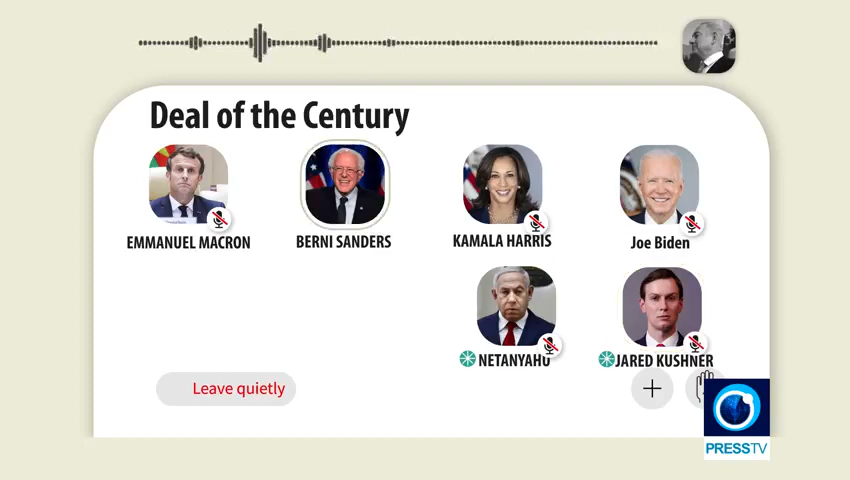 Deal of the Century
EMMANUEL MACRON
BERNI SANDERS
KAMALA HARRIS
Joe Biden
NETANYAHU
JARED KUSHNER
Leave quietly
PRESSTV